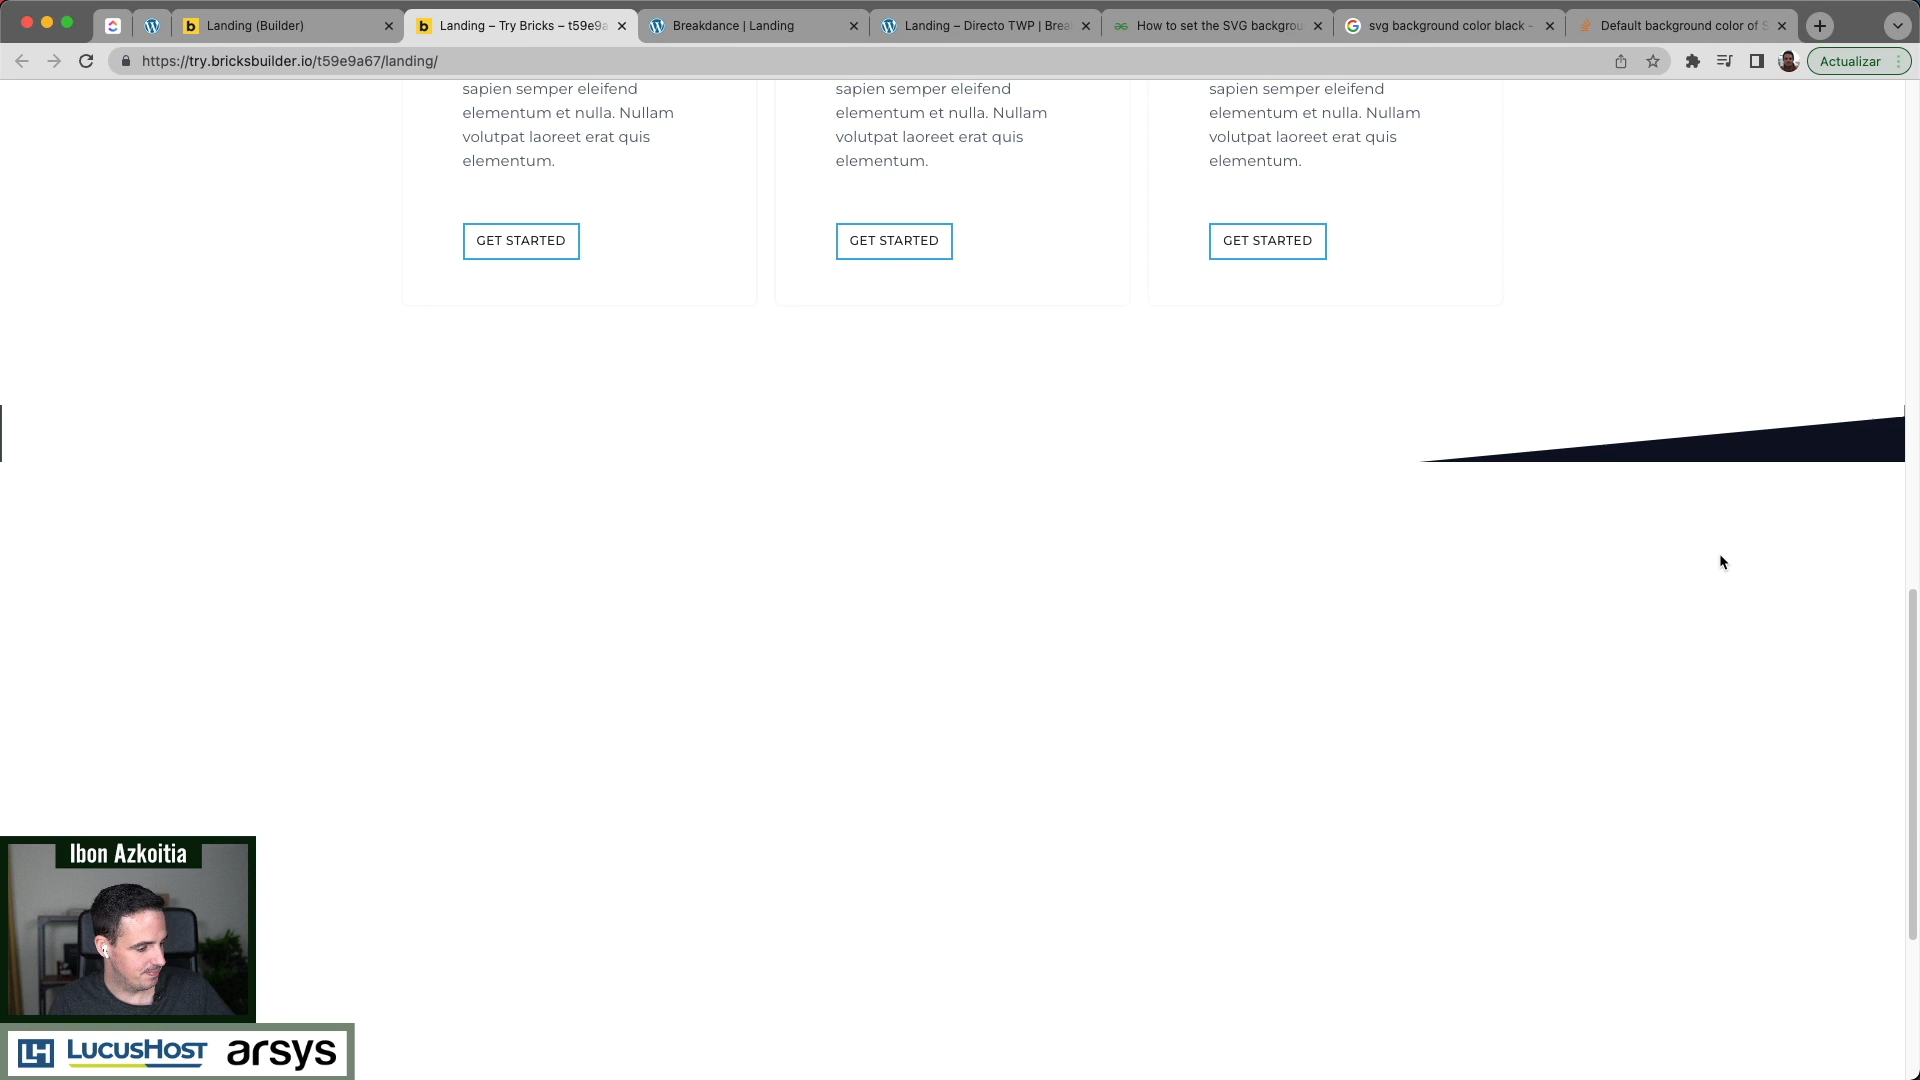 Landing (Builder)
Landing – Try Bricks – t59e9a
Breakdance | Landing
Landing – Directo TWP | Brea
How to set the SVG backgrou
svg background color black -
Default background color of S
https://try.bricksbuilder.io/t59e9a67/landing/
Actualizar
sapien semper eleifend
elementum et nulla. Nullam
volutpat laoreet erat quis
elementum.
GET STARTED
sapien semper eleifend
elementum et nulla. Nullam
volutpat laoreet erat quis
elementum.
GET STARTED
sapien semper eleifend
elementum et nulla. Nullam
volutpat laoreet erat quis
elementum.
GET STARTED
Ibon Azkoitia
LH LUCUSHOST arsys